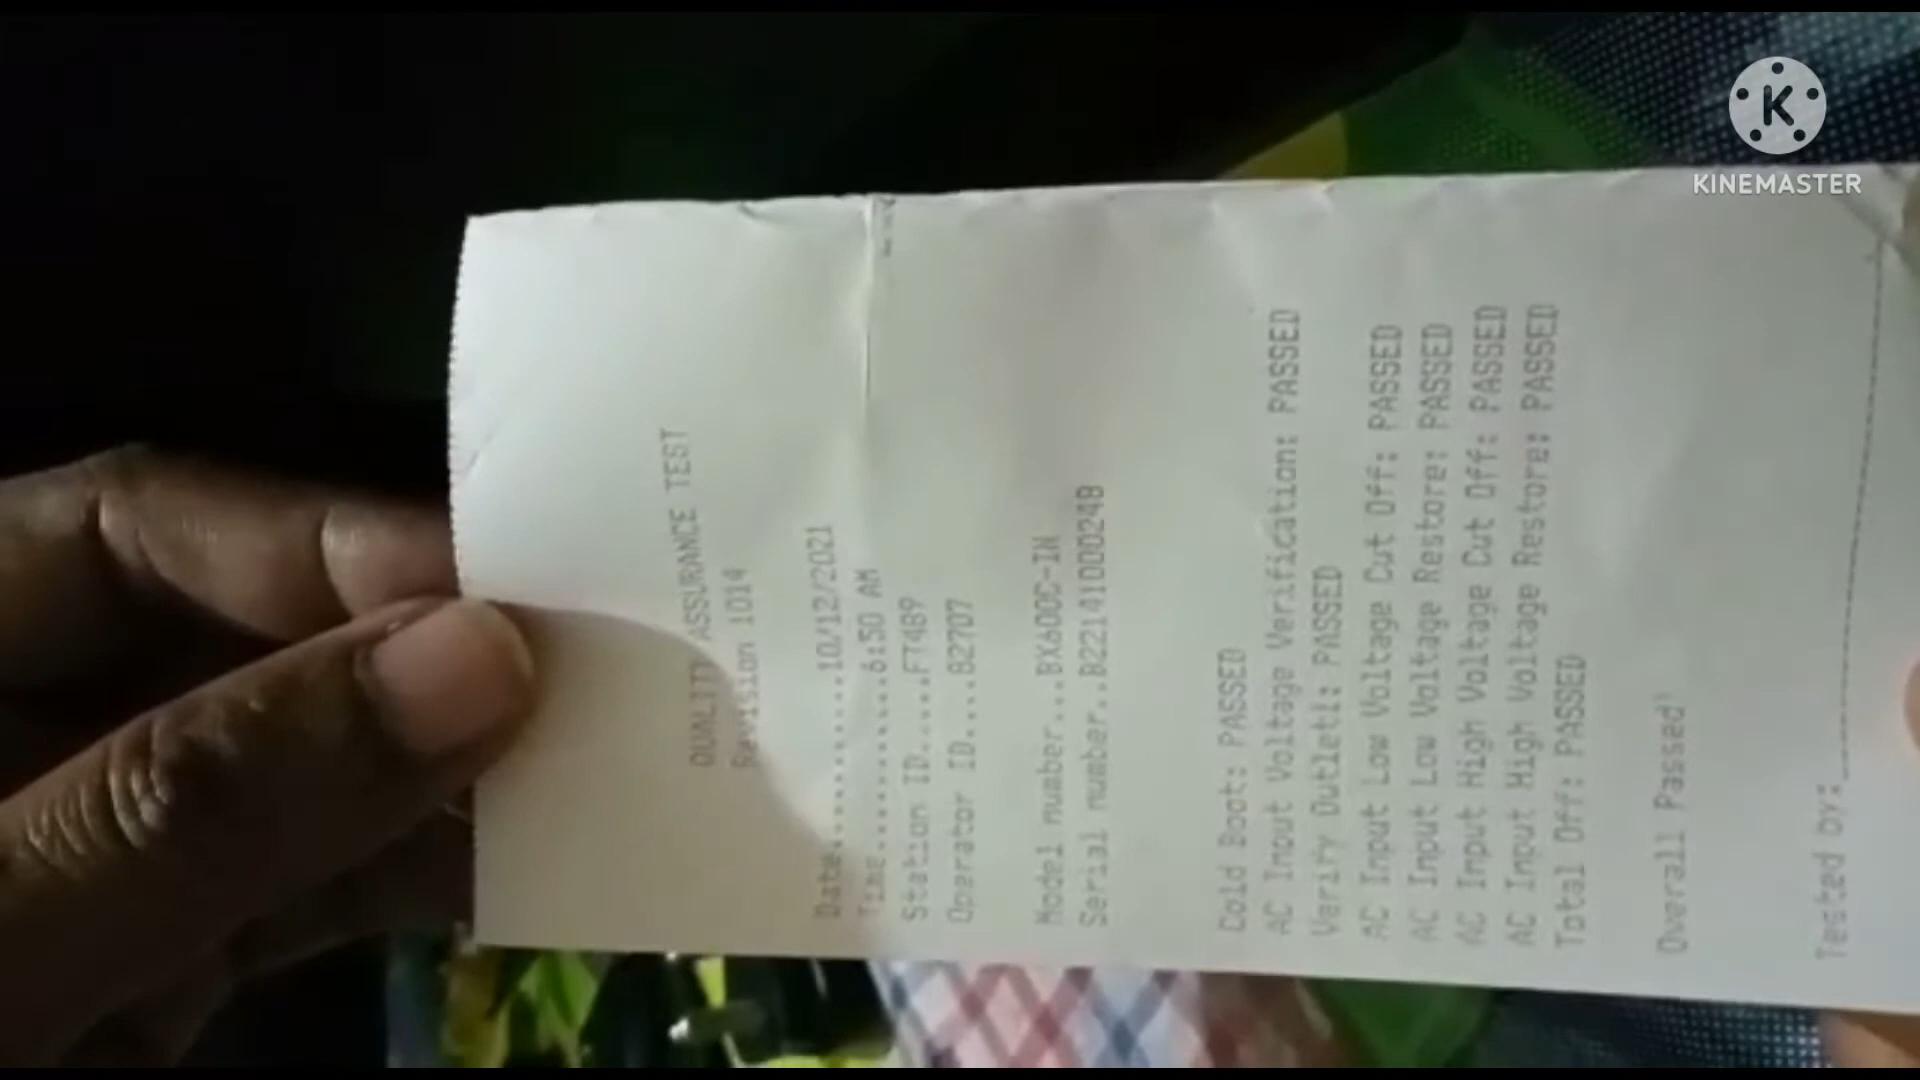 QUALITY ASSURANCE TEST
Revision 1014
Date............10/12/2021
Time............6:50 AM
Station ID.....FT489
Operator ID....B2707
Model number...BX600C-IN
Serial number..B22141000248
Cold Boot: PASSED
AC Input Voltage Verification: PASSED
Verify Outlet1: PASSED
AC Input Low Voltage Cut Off: PASSED
AC Input Low Voltage Restore: PASSED
AC Input High Voltage Cut Off: PASSED
AC Input High Voltage Restore: PASSED
Total Off: PASSED
Overall Passed!
Tested by:
K
KINEMASTER